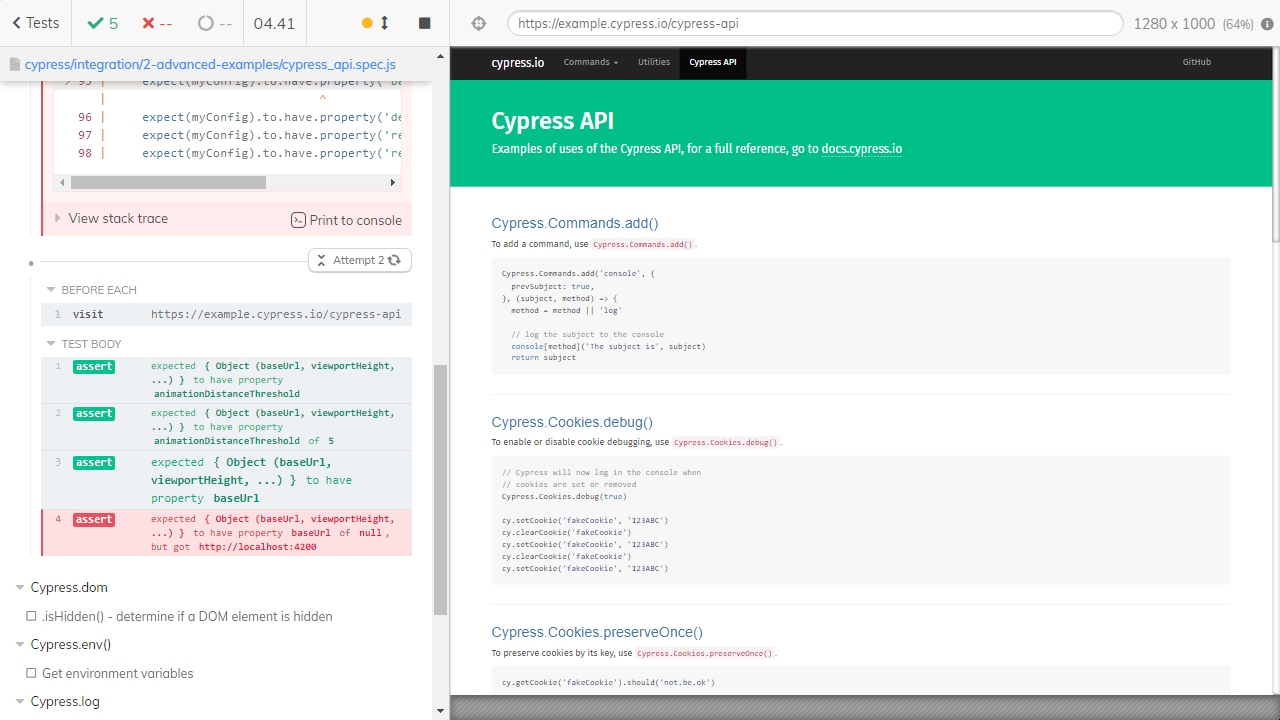 Tests
5
--
--
04.41
https://example.cypress.io/cypress-api
1280 x 1000 (64%)
cypress/integration/2-advanced-examples/cypress_api.spec.js
> 95 | expect(myConfig).to.have.property('ba
| ^
96 | expect(myConfig).to.have.property('de
97 | expect(myConfig).to.have.property('re
98 | expect(myConfig).to.have.property('re
View stack trace
Print to console
Attempt 2
BEFORE EACH
1 visit https://example.cypress.io/cypress-api
TEST BODY
1 assert expected { Object (baseUrl, viewportHeight,
...) } to have property
animationDistanceThreshold
2 assert expected { Object (baseUrl, viewportHeight,
...) } to have property
animationDistanceThreshold of 5
3 assert expected { Object (baseUrl,
viewportHeight, ...) } to have
property baseUrl
4 assert expected { Object (baseUrl, viewportHeight,
...) } to have property baseUrl of null,
but got http://localhost:4200
Cypress.dom
.isHidden() - determine if a DOM element is hidden
Cypress.env()
Get environment variables
Cypress.log
cypress.io
Commands
Utilities
Cypress API
GitHub
Cypress API
Examples of uses of the Cypress API, for a full reference, go to docs.cypress.io
Cypress.Commands.add()
To add a command, use Cypress.Commands.add().
Cypress.Commands.add('console', {
prevSubject: true,
}, (subject, method) => {
method = method || 'log'
// log the subject to the console
console[method]('The subject is', subject)
return subject
Cypress.Cookies.debug()
To enable or disable cookie debugging, use Cypress.Cookies.debug().
// Cypress will now log in the console when
// cookies are set or removed
Cypress.Cookies.debug(true)
cy.setCookie('fakeCookie', '123ABC')
cy.clearCookie('fakeCookie')
cy.setCookie('fakeCookie', '123ABC')
cy.clearCookie('fakeCookie')
cy.setCookie('fakeCookie', '123ABC')
Cypress.Cookies.preserveOnce()
To preserve cookies by its key, use Cypress.Cookies.preserveOnce().
cy.getCookie('fakeCookie').should('not.be.ok')